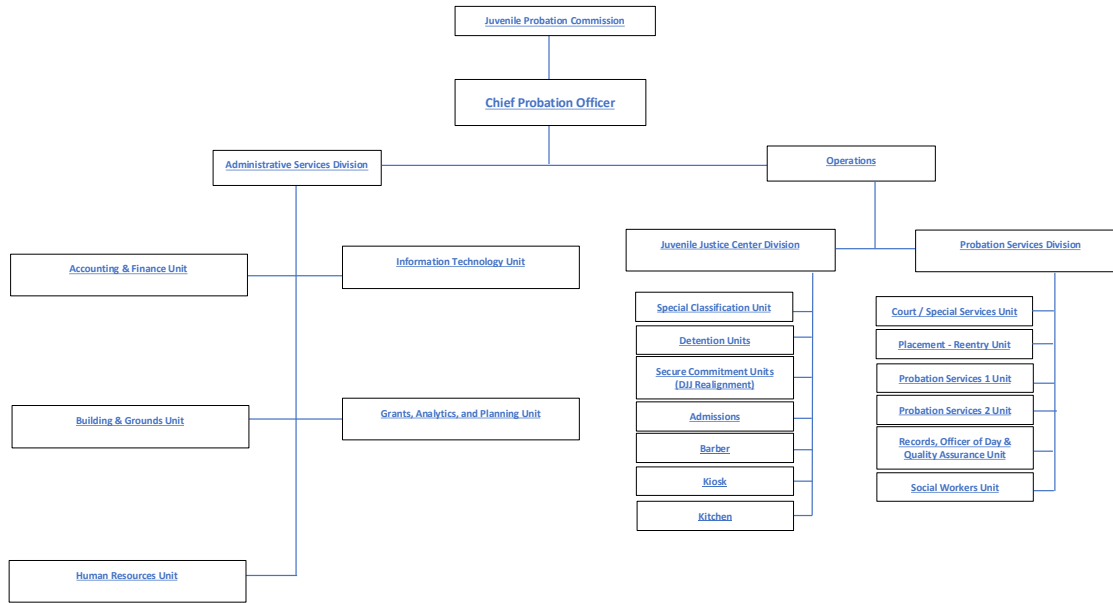 Juvenile Probation Commission
Chief Probation Officer
Administrative Services Division
Operations
Juvenile Justice Center Division
Probation Services Division
Accounting & Finance Unit
Information Technology Unit
Building & Grounds Unit
Grants, Analytics, and Planning Unit
Human Resources Unit
Special Classification Unit
Detention Units
Secure Commitment Units
(DJJ Realignment)
Admissions
Barber
Kiosk
Kitchen
Court / Special Services Unit
Placement - Reentry Unit
Probation Services 1 Unit
Probation Services 2 Unit
Records, Officer of Day &
Quality Assurance Unit
Social Workers Unit